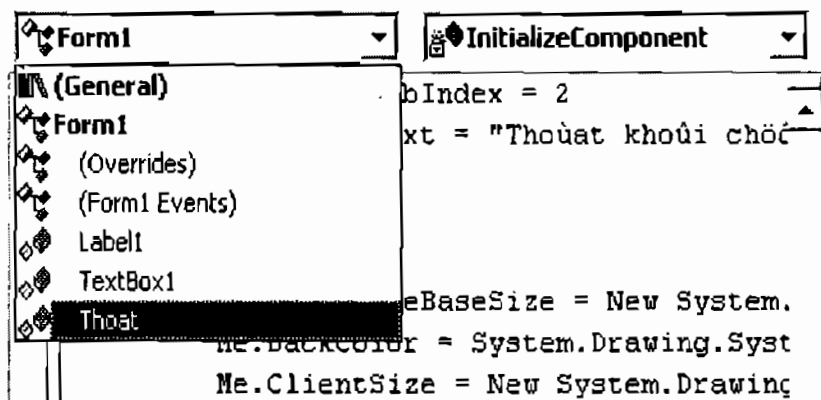 Form1 InitializeComponent
(General) bIndex = 2
Form1 xt = "Thoùat khoûi chöô
(Overrides)
(Form1 Events)
Label1
TextBox1
Thoat eBaseSize = New System.
Me.BackColor = System.Drawing.Syst
Me.ClientSize = New System.Drawing